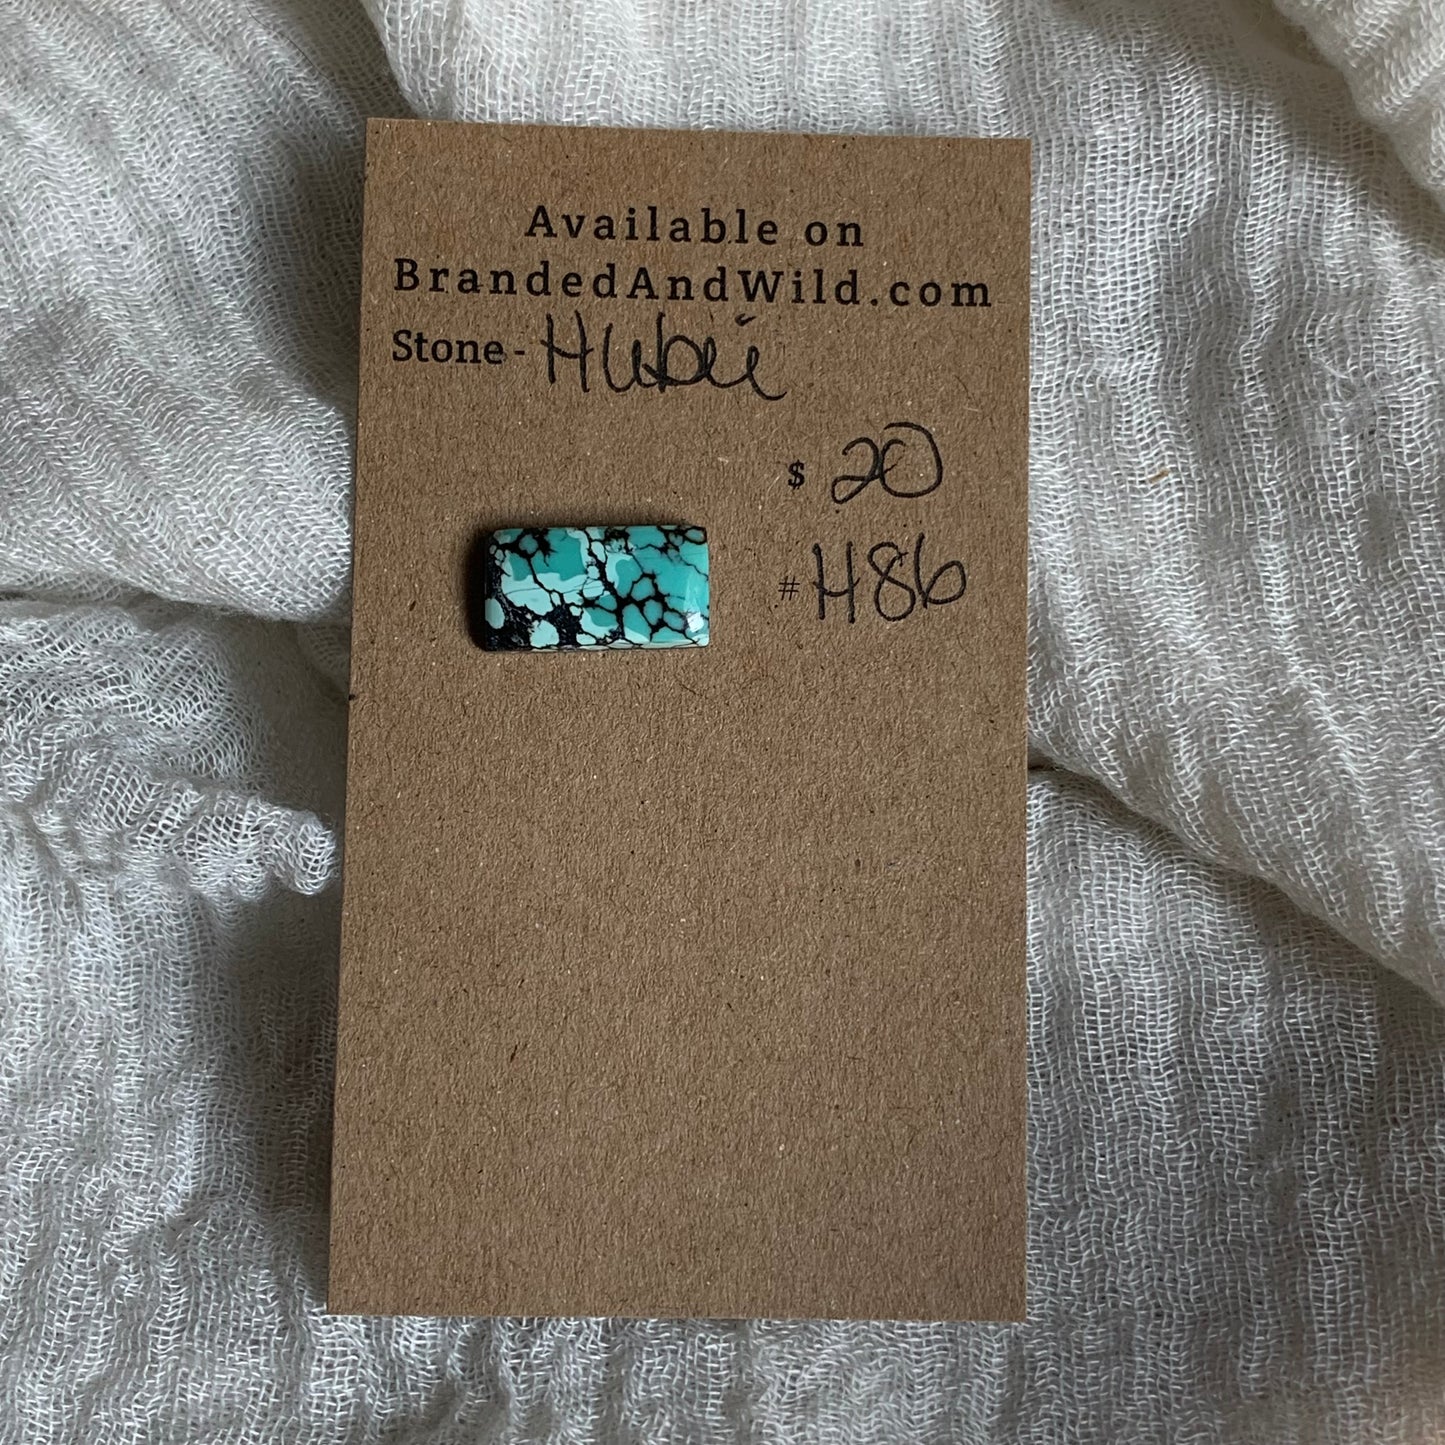 Available on
BrandedAndWild.com
Stone - Hubei
$ 20
# H86